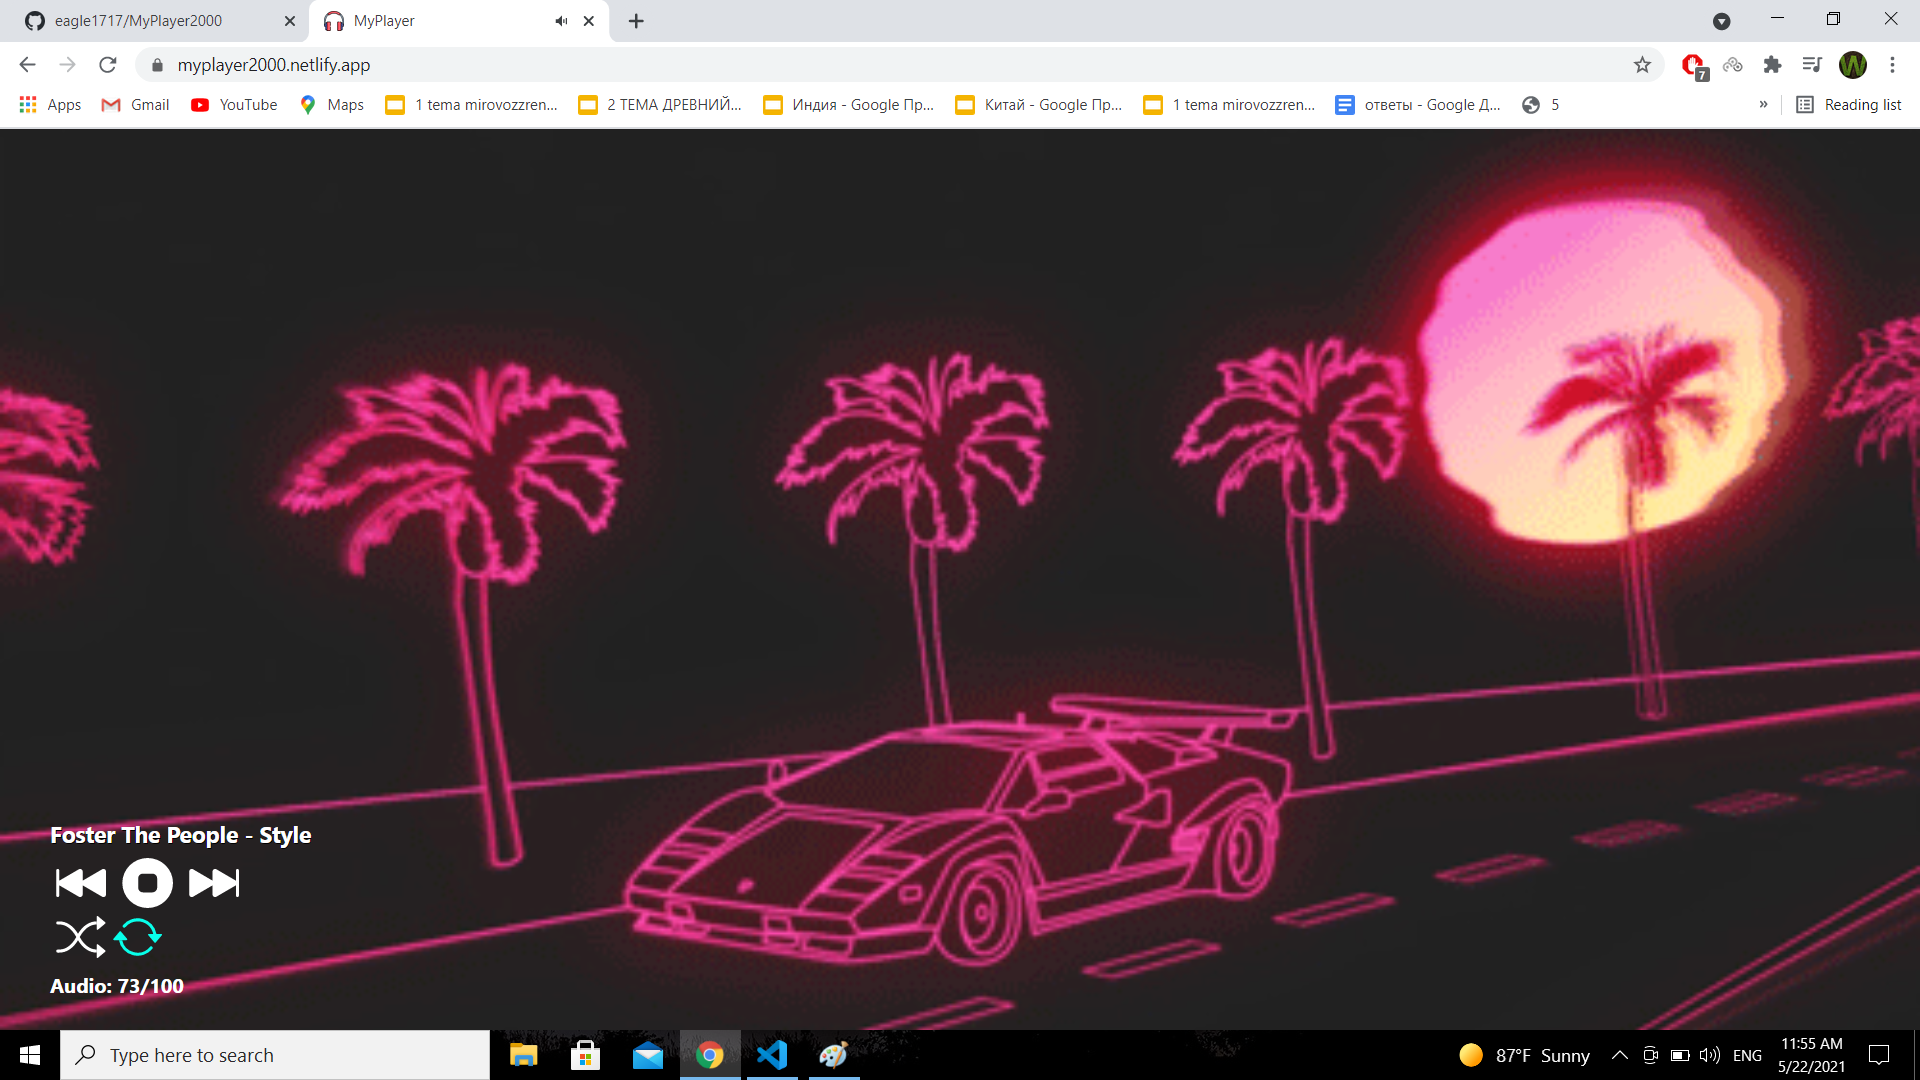 eagle1717/MyPlayer2000
MyPlayer
myplayer2000.netlify.app
7
W
Apps
Gmail
YouTube
Maps
1 tema mirovozzren...
2 ТЕМА ДРЕВНИЙ...
Индия - Google Пр...
Китай - Google Пр...
1 tema mirovozzren...
ответы - Google Д...
5
»
Reading list
Foster The People - Style
Audio: 73/100
Type here to search
87°F Sunny
ENG
11:55 AM
5/22/2021